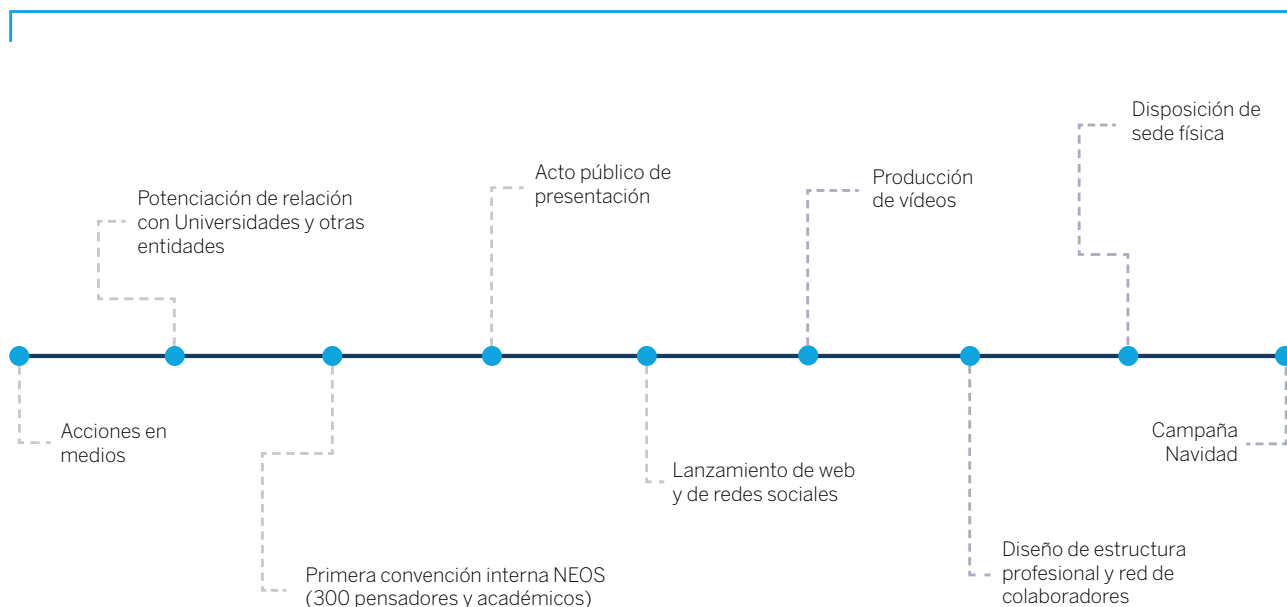 Acciones en
medios
Potenciación de relación
con Universidades y otras
entidades
Primera convención interna NEOS
(300 pensadores y académicos)
Acto público de
presentación
Lanzamiento de web
y de redes sociales
Producción
de vídeos
Diseño de estructura
profesional y red de
colaboradores
Disposición de
sede física
Campaña
Navidad